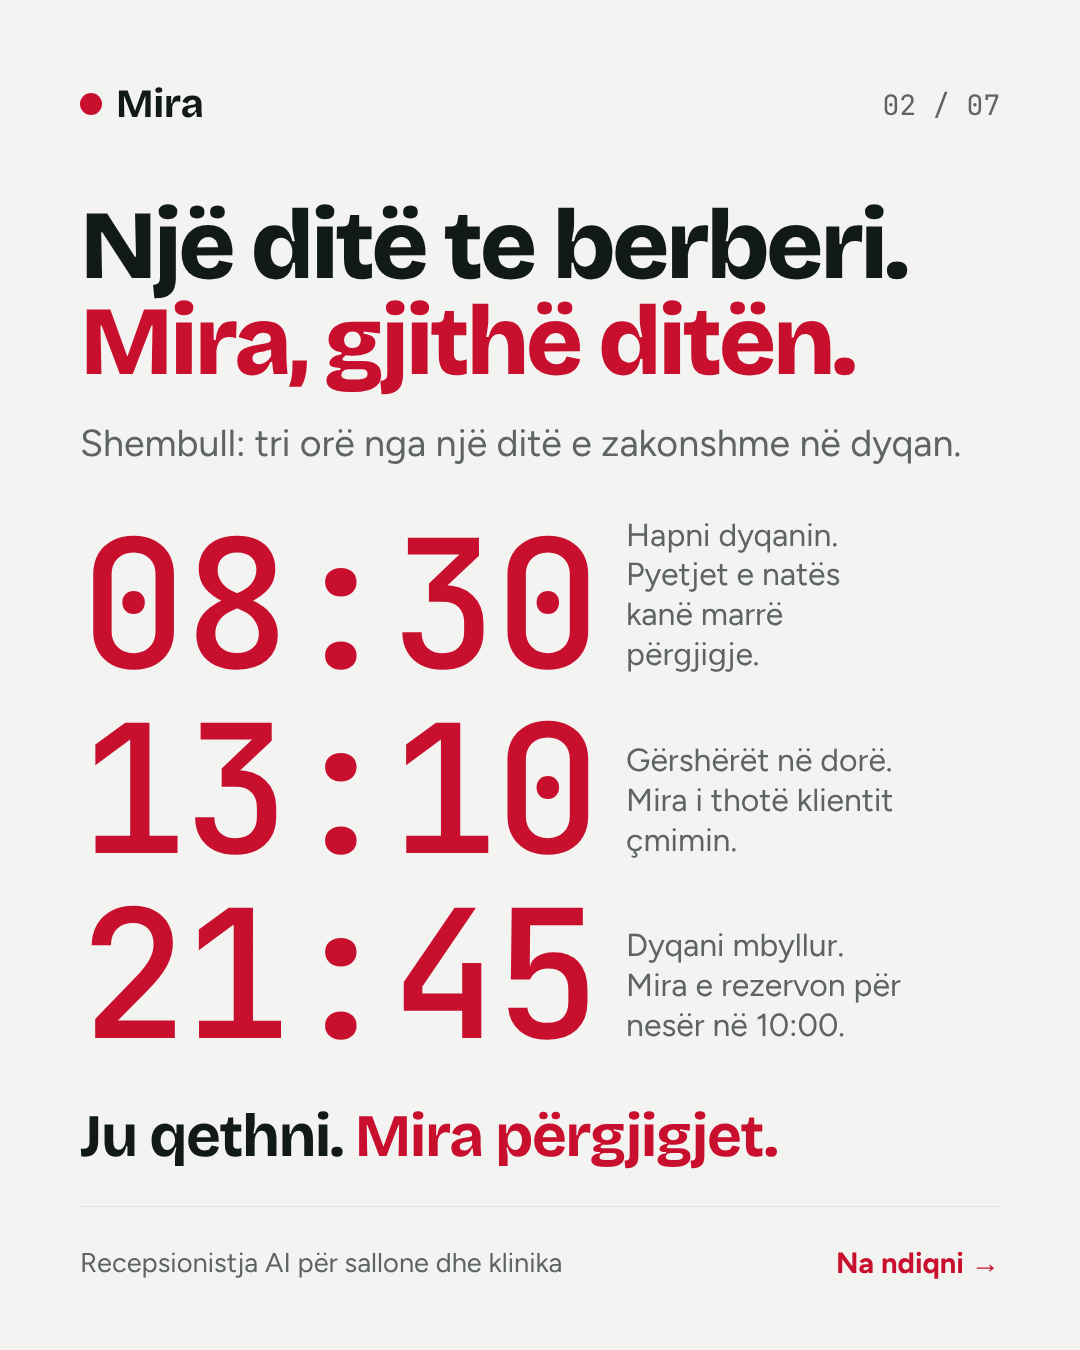 Mira
02 / 07
Një ditë te berberi.
Mira, gjithë ditën.
Shembull: tri orë nga një ditë e zakonshme në dyqan.
08:30
Hapni dyqanin.
Pyetjet e natës
kanë marrë
përgjigje.
13:10
Gërshërët në dorë.
Mira i thotë klientit
çmimin.
21:45
Dyqani mbyllur.
Mira e rezervon për
nesër në 10:00.
Ju qethni. Mira përgjigjet.
Recepsionistja AI për sallone dhe klinika
Na ndiqni →